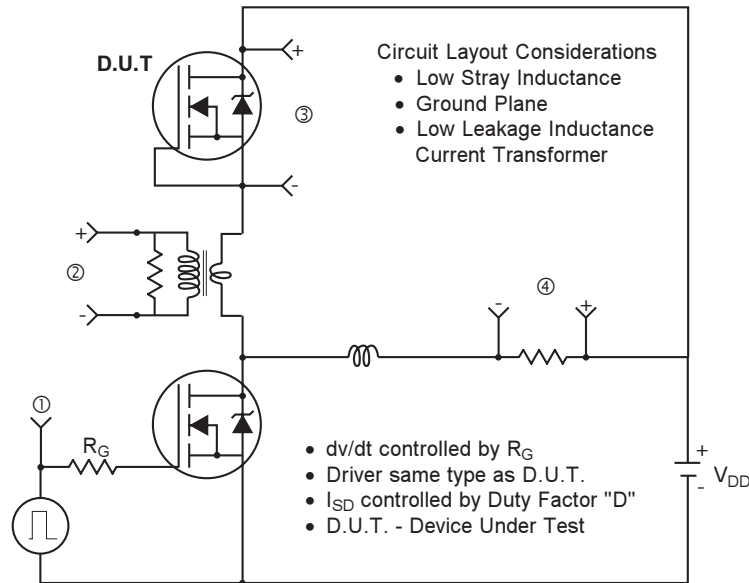 D.U.T
+
Circuit Layout Considerations
• Low Stray Inductance
• Ground Plane
• Low Leakage Inductance
Current Transformer
③
-
+
②
-
④
- +
①
R_G
• dv/dt controlled by R_G
• Driver same type as D.U.T.
• I_SD controlled by Duty Factor "D"
• D.U.T. - Device Under Test
+
V_DD
-